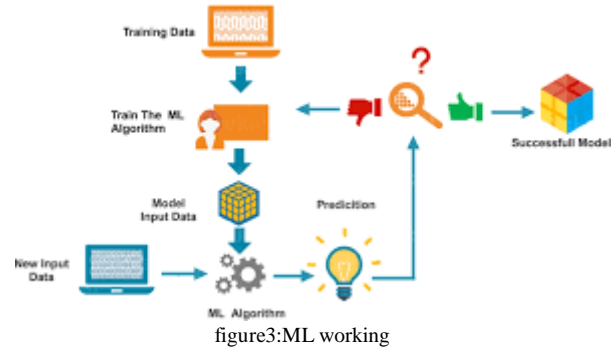 Training Data
?
Train The ML
Algorithm
Successfull Model
Model
Input Data
Predicition
New Input
Data
ML Algorithm
figure3:ML working